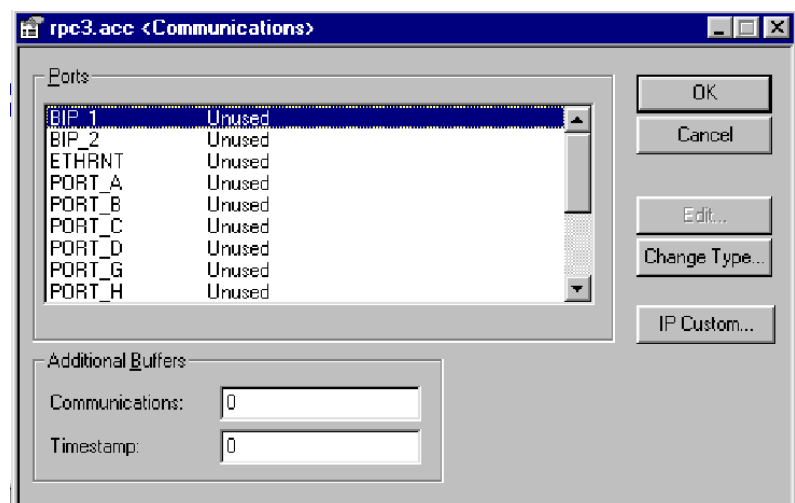 rpc3.acc <Communications>
Ports
BIP_1 Unused
BIP_2 Unused
ETHRNT Unused
PORT_A Unused
PORT_B Unused
PORT_C Unused
PORT_D Unused
PORT_G Unused
PORT_H Unused
OK
Cancel
Edit...
Change Type...
IP Custom...
Additional Buffers
Communications: 0
Timestamp: 0